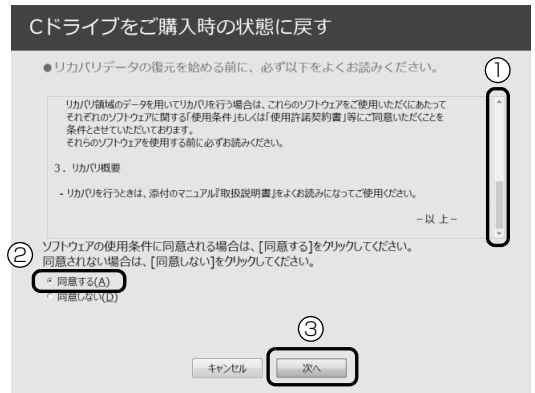 Cドライブをご購入時の状態に戻す
●リカバリデータの復元を始める前に、必ず以下をよくお読みください。
①
リカバリ領域のデータを用いてリカバリを行う場合は、これらのソフトウェアをご使用いただくにあたって
それぞれのソフトウェアに関する「使用条件」もしくは「使用許諾契約書」等にご同意いただくことを
条件とさせていただいております。
それらのソフトウェアを使用する前に必ずお読みください。
3. リカバリ概要
- リカバリを行うときは、添付のマニュアル『取扱説明書』をよくお読みになってご使用ください。
－以 上－
②
ソフトウェアの使用条件に同意される場合は、[同意する]をクリックしてください。
同意されない場合は、[同意しない]をクリックしてください。
同意する(A)
同意しない(D)
③
キャンセル 次へ